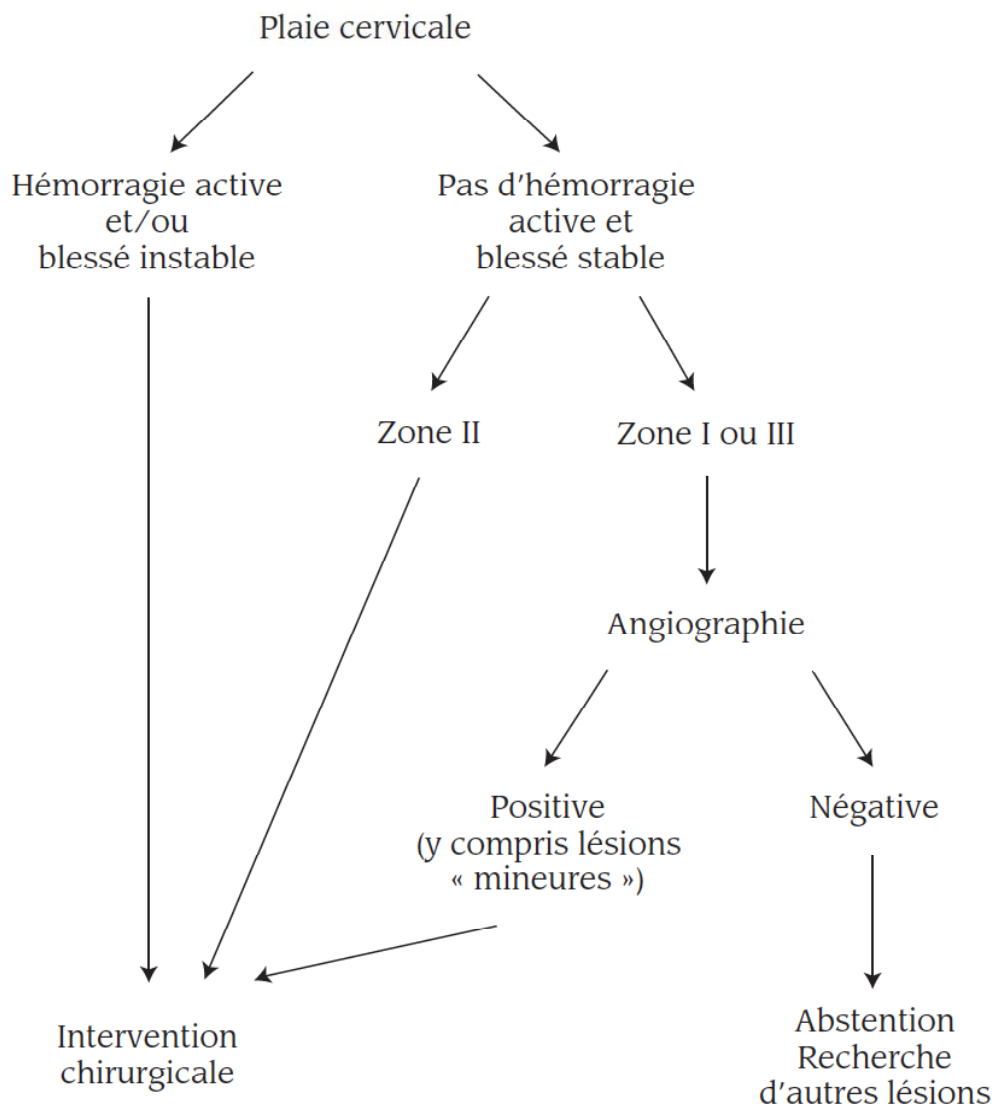 Plaie cervicale
Hémorragie active
et/ou
blessé instable
Pas d’hémorragie
active et
blessé stable
Zone II
Zone I ou III
Angiographie
Positive
(y compris lésions
« mineures »)
Négative
Intervention
chirurgicale
Abstention
Recherche
d'autres lésions